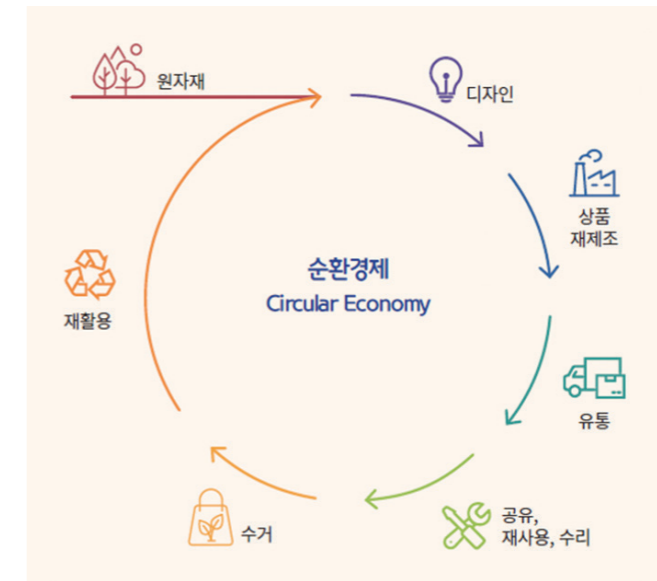 원자재
디자인
상품
재제조
순환경제
Circular Economy
재활용
유통
공유,
재사용, 수리
수거